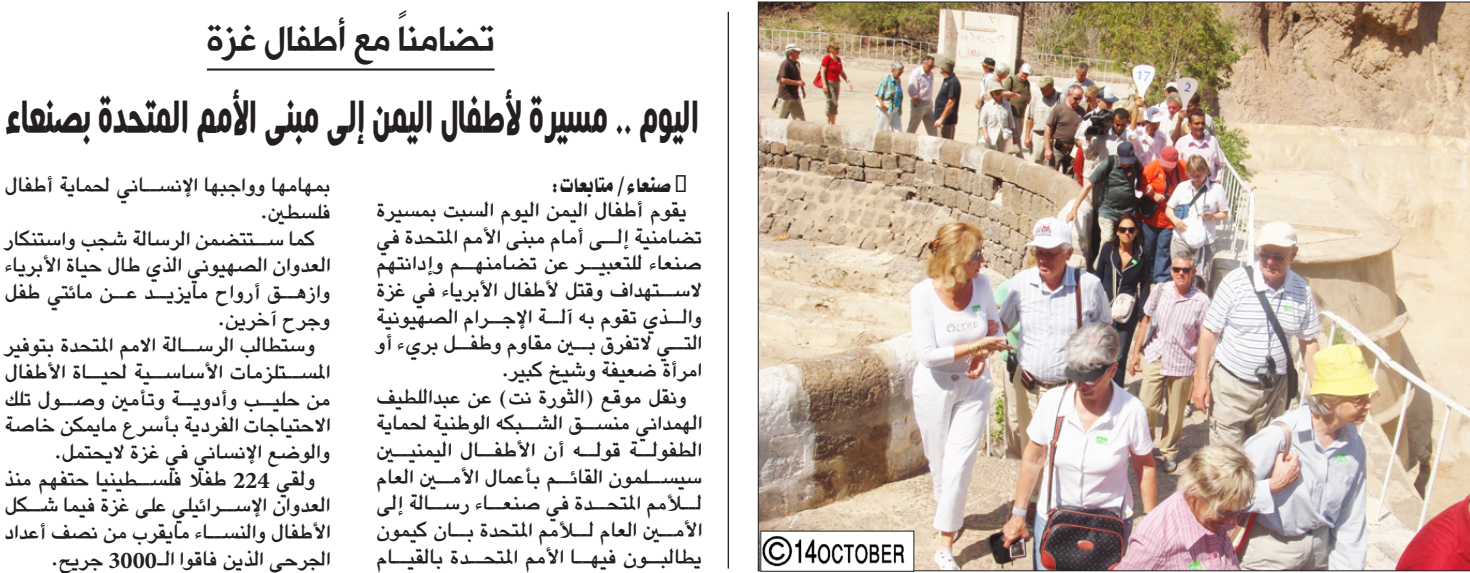 تضامناً مع أطفال غزة
اليوم .. مسيرة لأطفال اليمن إلى مبنى الأمم المتحدة بصنعاء
صنعاء / متابعات :
يقوم أطفال اليمن اليوم السبت بمسيرة
تضامنية إلى أمام مبنى الأمم المتحدة في
صنعاء للتعبير عن تضامنهم وإدانتهم
لاستهداف وقتل لأطفال الأبرياء في غزة
والذي تقوم به آلة الإجرام الصهيونية
التي لاتفرق بين مقاوم وطفل بريء أو
امرأة ضعيفة وشيخ كبير.
ونقل موقع (الثورة نت) عن عبداللطيف
الهمداني منسق الشبكه الوطنية لحماية
الطفولة قوله أن الأطفال اليمنيين
سيسلمون القائم بأعمال الأمين العام
للأمم المتحدة في صنعاء رسالة إلى
الأمين العام للأمم المتحدة بان كيمون
يطالبون فيها الأمم المتحدة بالقيام
بمهامها وواجبها الإنساني لحماية أطفال
فلسطين.
كما ستتضمن الرسالة شجب واستنكار
العدوان الصهيوني الذي طال حياة الأبرياء
وازهق أرواح مايزيد عن مائتي طفل
وجرح آخرين.
وستطالب الرسالة الامم المتحدة بتوفير
المستلزمات الأساسية لحياة الأطفال
من حليب وأدوية وتأمين وصول تلك
الاحتياجات الفردية بأسرع مايمكن خاصة
والوضع الإنساني في غزة لايحتمل.
ولقي 224 طفلا فلسطينيا حتفهم منذ
العدوان الإسرائيلي على غزة فيما شكل
الأطفال والنساء مايقرب من نصف أعداد
الجرحى الذين فاقوا الـ3000 جريح.
17
2
©14OCTOBER